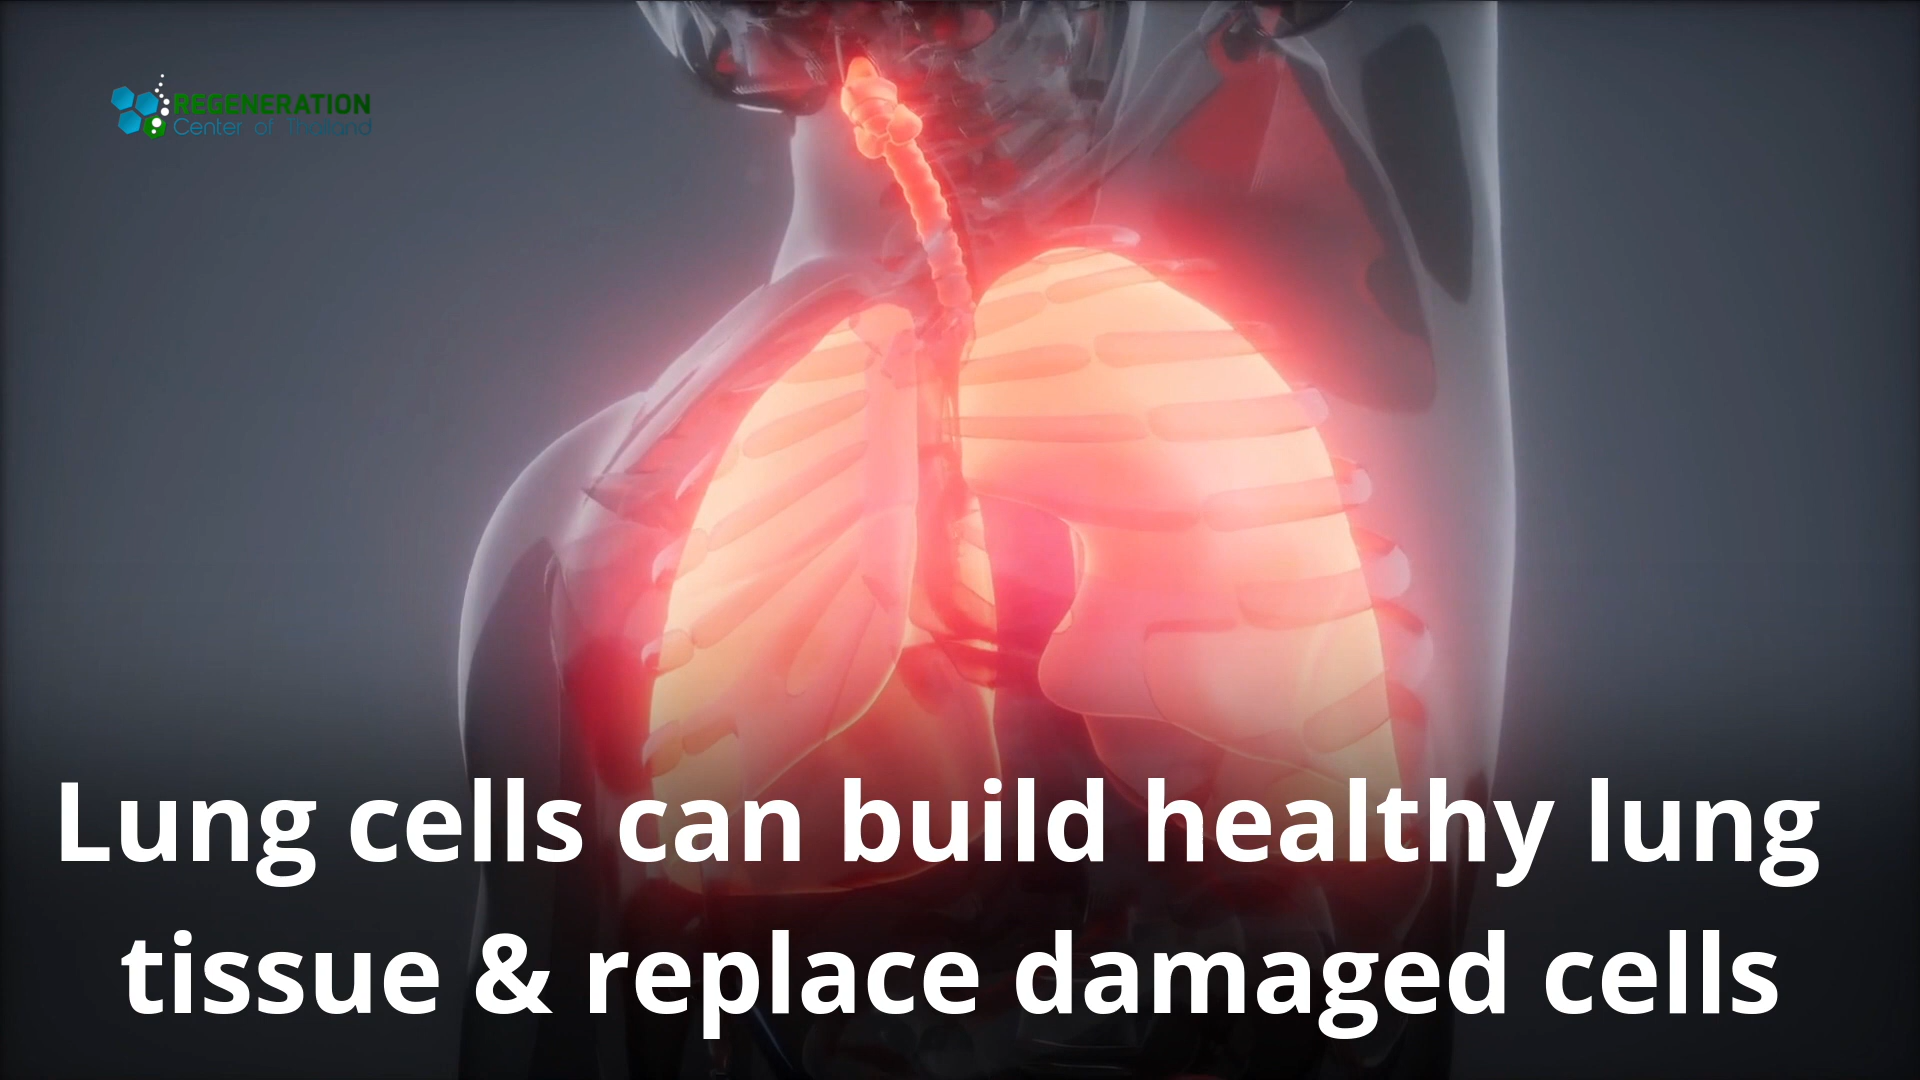 REGENERATION
Center of Thailand
Lung cells can build healthy lung
tissue & replace damaged cells